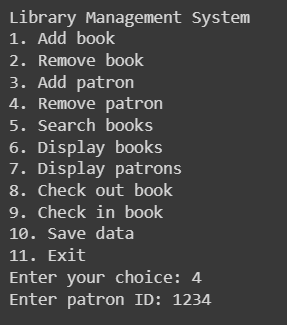 Library Management System
1. Add book
2. Remove book
3. Add patron
4. Remove patron
5. Search books
6. Display books
7. Display patrons
8. Check out book
9. Check in book
10. Save data
11. Exit
Enter your choice: 4
Enter patron ID: 1234